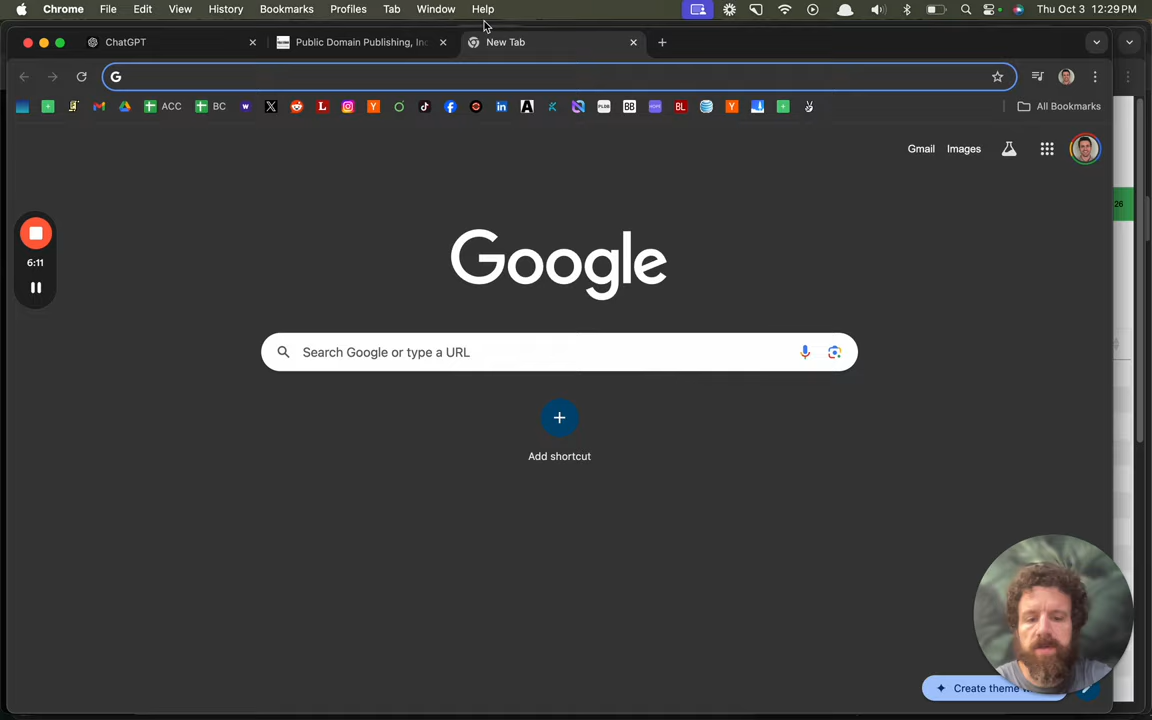 Chrome File Edit View History Bookmarks Profiles Tab Window Help Thu Oct 3 12:29 PM
ChatGPT Public Domain Publishing, Inc New Tab
ACC BC All Bookmarks
Gmail Images
26
6:11
Google
Search Google or type a URL
Add shortcut
Create theme